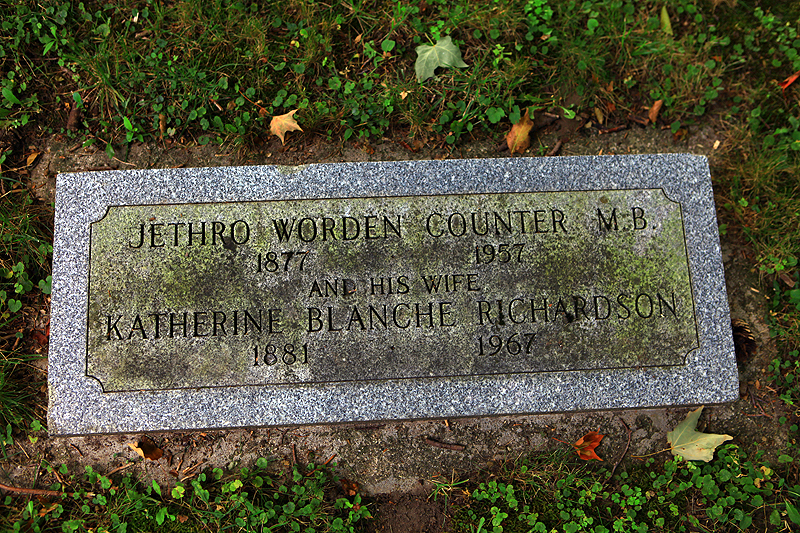 JETHRO WORDEN COUNTER M.B.
1877 1957
AND HIS WIFE
KATHERINE BLANCHE RICHARDSON
1881 1967